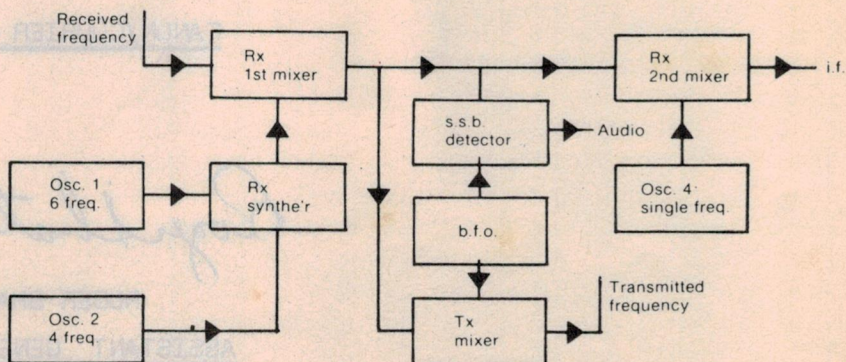 Received
frequency
Rx
1st mixer
Rx
2nd mixer
i.f.
s.s.b.
detector
Audio
Osc. 1
6 freq.
Rx
synthe'r
Osc. 4
single freq.
b.f.o.
Osc. 2
4 freq.
Tx
mixer
Transmitted
frequency